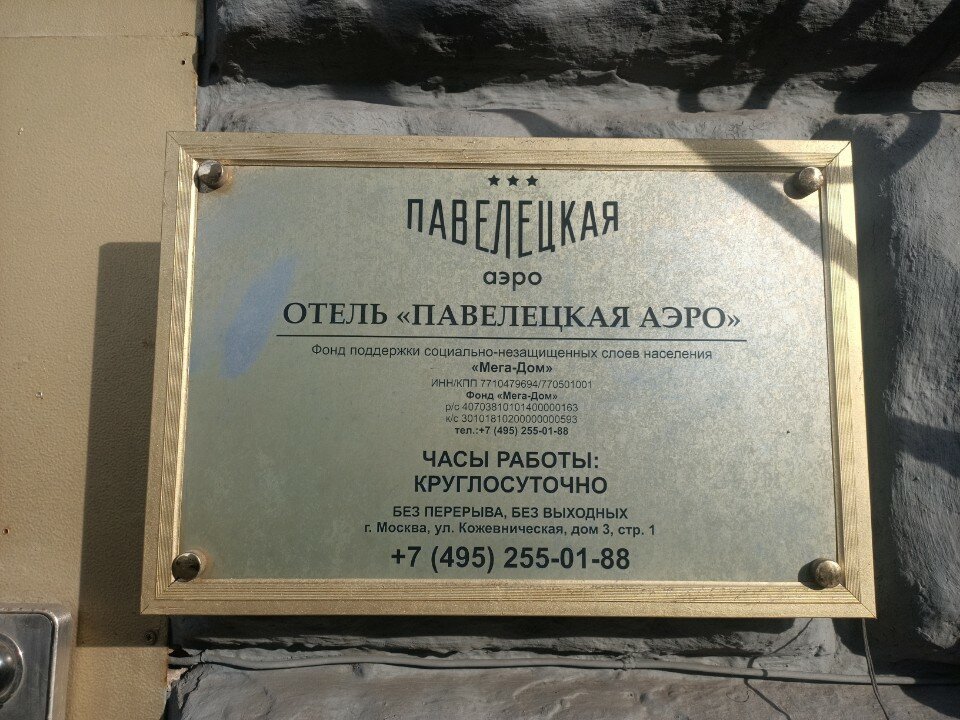 ПАВЕЛЕЦКАЯ
аэро
ОТЕЛЬ «ПАВЕЛЕЦКАЯ АЭРО»
Фонд поддержки социально-незащищенных слоев населения
«Мега-Дом»
ИНН/КПП 7710479694/770501001
Фонд «Мега-Дом»
р/с 40703810101400000163
к/с 30101810200000000593
тел.:+7 (495) 255-01-88
ЧАСЫ РАБОТЫ:
КРУГЛОСУТОЧНО
БЕЗ ПЕРЕРЫВА, БЕЗ ВЫХОДНЫХ
г. Москва, ул. Кожевническая, дом 3, стр. 1
+7 (495) 255-01-88